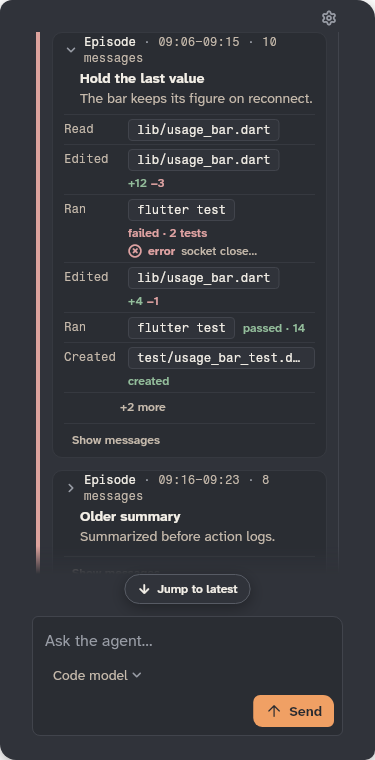 Episode · 09:06–09:15 · 10
messages
Hold the last value
The bar keeps its figure on reconnect.
Read lib/usage_bar.dart
Edited lib/usage_bar.dart
+12 −3
Ran flutter test
failed · 2 tests
error socket close…
Edited lib/usage_bar.dart
+4 −1
Ran flutter test passed · 14
Created test/usage_bar_test.d…
created
+2 more
Show messages
Episode · 09:16–09:23 · 8
messages
Older summary
Summarized before action logs.
Jump to latest
Ask the agent...
Code model
Send